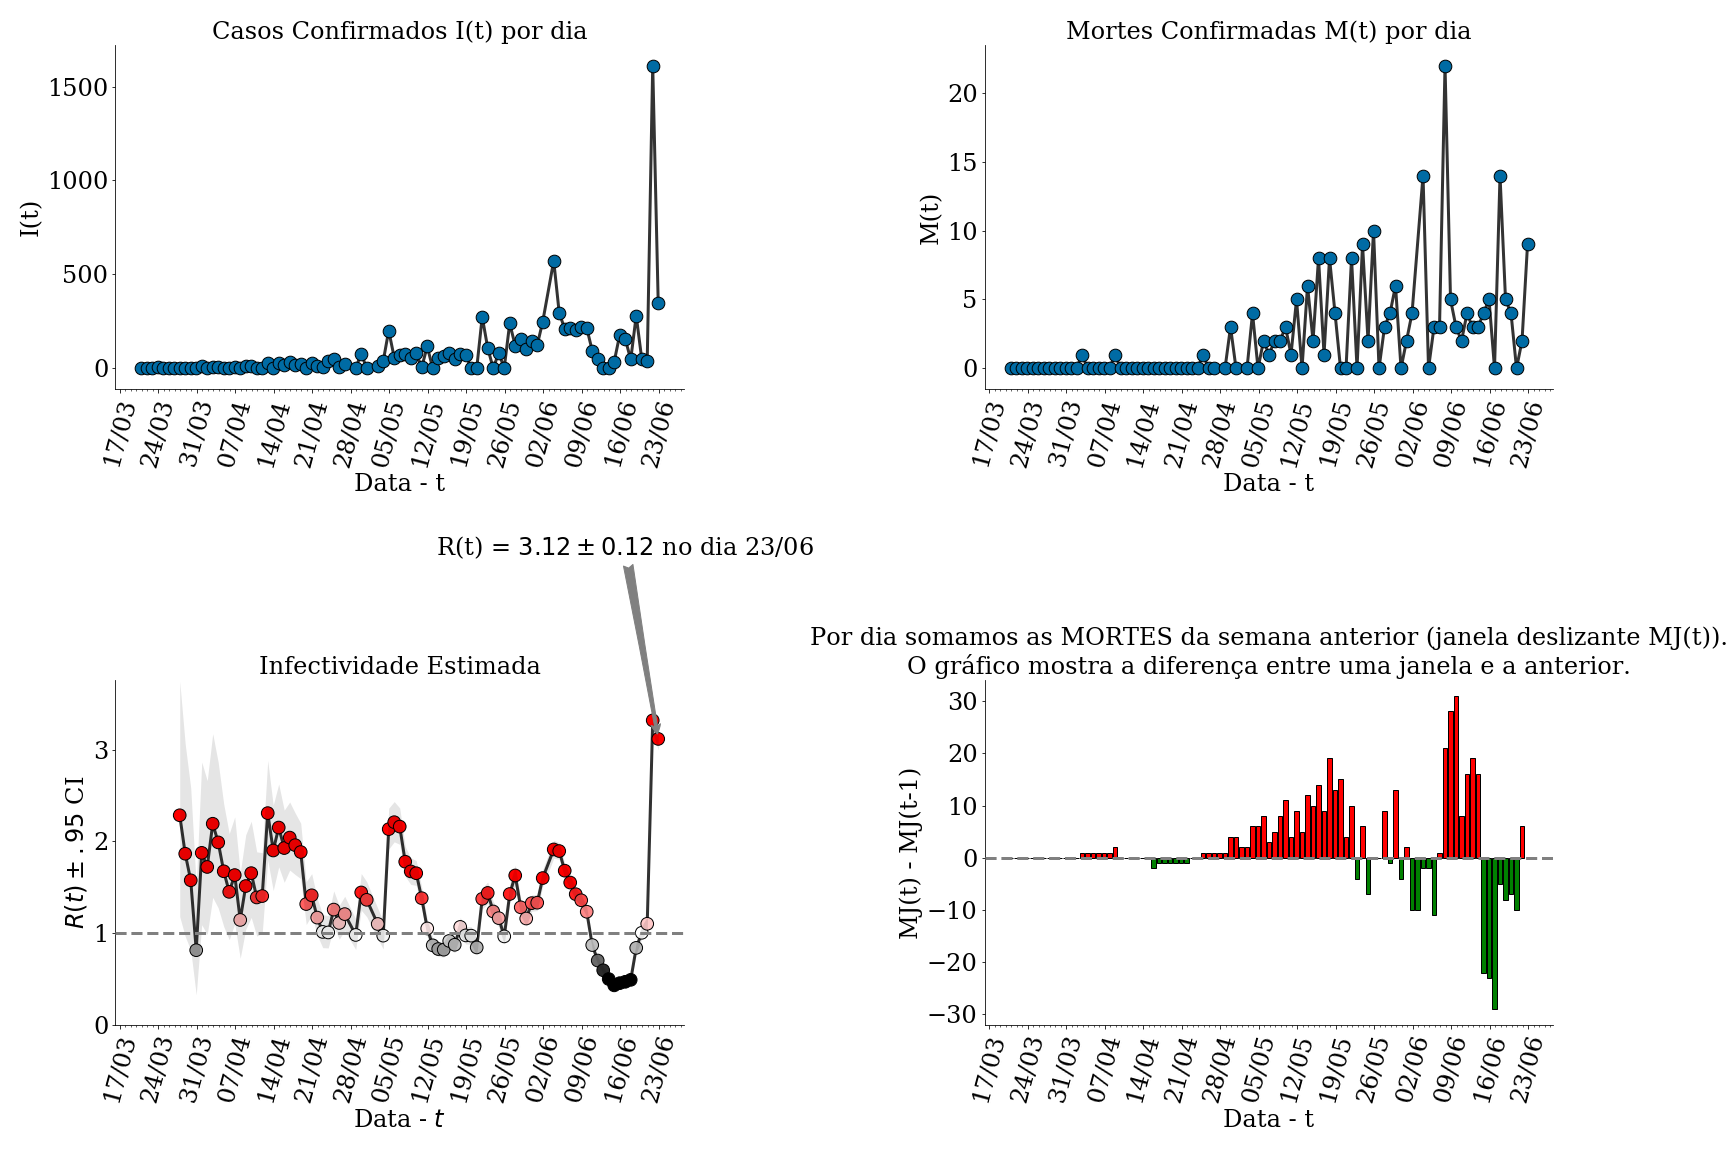 Casos Confirmados I(t) por dia
I(t)
1500
1000
500
0
17/03 24/03 31/03 07/04 14/04 21/04 28/04 05/05 12/05 19/05 26/05 02/06 09/06 16/06 23/06
Data - t
Mortes Confirmadas M(t) por dia
M(t)
20
15
10
5
0
17/03 24/03 31/03 07/04 14/04 21/04 28/04 05/05 12/05 19/05 26/05 02/06 09/06 16/06 23/06
Data - t
R(t) = 3.12 ± 0.12 no dia 23/06
Infectividade Estimada
R(t) ± .95 CI
3
2
1
0
17/03 24/03 31/03 07/04 14/04 21/04 28/04 05/05 12/05 19/05 26/05 02/06 09/06 16/06 23/06
Data - t
Por dia somamos as MORTES da semana anterior (janela deslizante MJ(t)).
O gráfico mostra a diferença entre uma janela e a anterior.
MJ(t) - MJ(t-1)
30
20
10
0
−10
−20
−30
17/03 24/03 31/03 07/04 14/04 21/04 28/04 05/05 12/05 19/05 26/05 02/06 09/06 16/06 23/06
Data - t